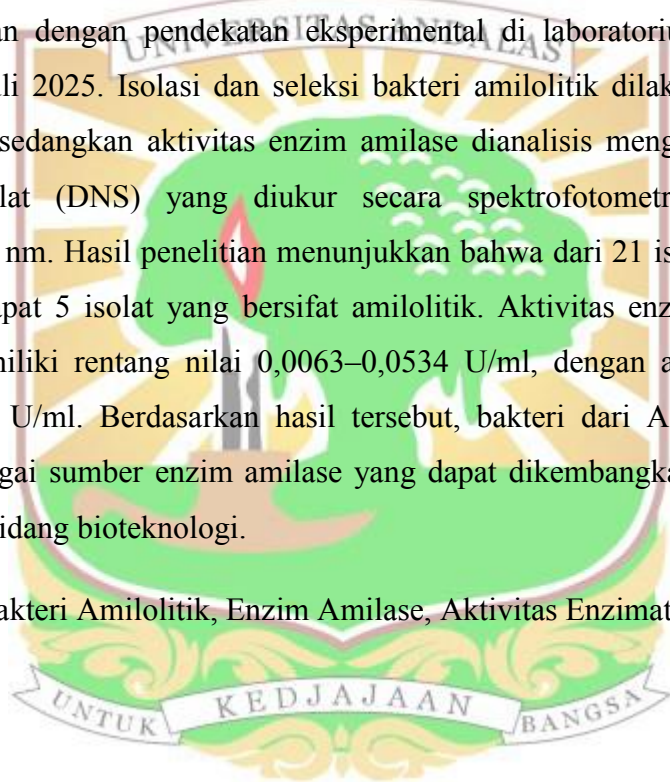 an dengan pendekatan eksperimental di laboratoriu
UNIVERSITAS ANDALAS
li 2025. Isolasi dan seleksi bakteri amilolitik dilak
sedangkan aktivitas enzim amilase dianalisis meng
lat (DNS) yang diukur secara spektrofotometr
nm. Hasil penelitian menunjukkan bahwa dari 21 is
apat 5 isolat yang bersifat amilolitik. Aktivitas enz
miliki rentang nilai 0,0063–0,0534 U/ml, dengan a
U/ml. Berdasarkan hasil tersebut, bakteri dari A
gai sumber enzim amilase yang dapat dikembangka
idang bioteknologi.
akteri Amilolitik, Enzim Amilase, Aktivitas Enzimat
UNTUK KEDJAJAAN BANGSA